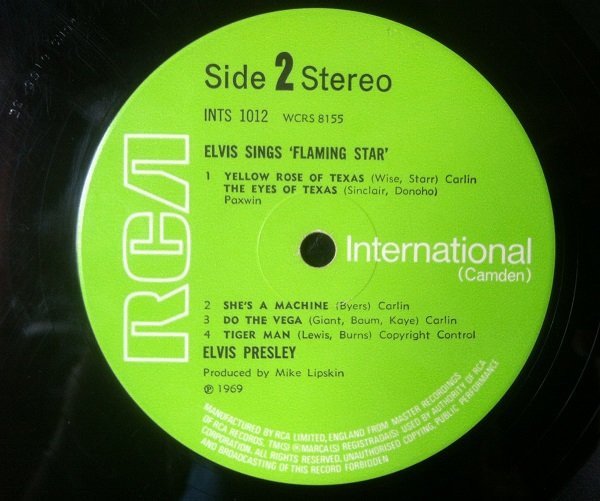 Side 2 Stereo
INTS 1012 WCRS 8155
ELVIS SINGS 'FLAMING STAR'
1 YELLOW ROSE OF TEXAS (Wise, Starr) Carlin
THE EYES OF TEXAS (Sinclair, Donoho)
Paxwin
RCA
International
(Camden)
2 SHE'S A MACHINE (Byers) Carlin
3 DO THE VEGA (Giant, Baum, Kaye) Carlin
4 TIGER MAN (Lewis, Burns) Copyright Control
ELVIS PRESLEY
Produced by Mike Lipskin
℗ 1969
MANUFACTURED BY RCA LIMITED, ENGLAND FROM MASTER RECORDINGS
OF RCA RECORDS. TM(S) ® MARCA(S) REGISTRADA(S) USED BY AUTHORITY OF RCA
CORPORATION. ALL RIGHTS RESERVED. UNAUTHORISED COPYING, PUBLIC PERFORMANCE
AND BROADCASTING OF THIS RECORD FORBIDDEN